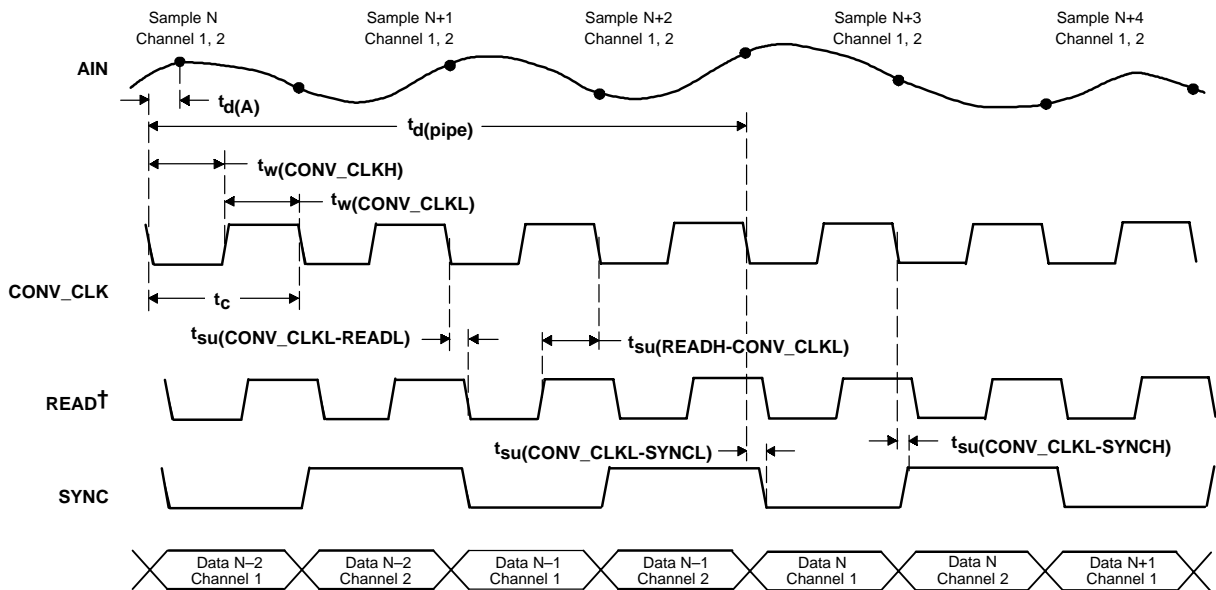 Sample N
Channel 1, 2
Sample N+1
Channel 1, 2
Sample N+2
Channel 1, 2
Sample N+3
Channel 1, 2
Sample N+4
Channel 1, 2
AIN
td(A)
td(pipe)
tw(CONV_CLKH)
tw(CONV_CLKL)
CONV_CLK
tc
tsu(CONV_CLKL-READL)
tsu(READH-CONV_CLKL)
READ†
tsu(CONV_CLKL-SYNCL)
tsu(CONV_CLKL-SYNCH)
SYNC
Data N–2
Channel 1
Data N–2
Channel 2
Data N–1
Channel 1
Data N–1
Channel 2
Data N
Channel 1
Data N
Channel 2
Data N+1
Channel 1